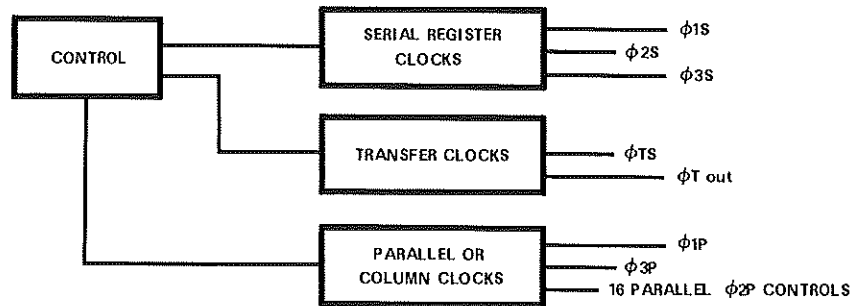 CONTROL
SERIAL REGISTER
CLOCKS
ϕ1S
ϕ2S
ϕ3S
TRANSFER CLOCKS
ϕTS
ϕT out
PARALLEL OR
COLUMN CLOCKS
ϕ1P
ϕ3P
16 PARALLEL ϕ2P CONTROLS